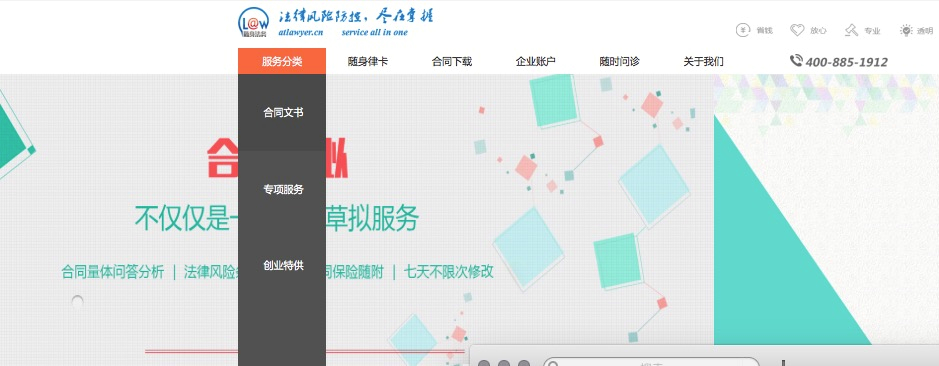 L@W
随身法务
法律风险防控，尽在掌握
atlawyer.cn service all in one
省钱 放心 专业 透明
服务分类 随身律卡 合同下载 企业账户 随时问诊 关于我们 400-885-1912
合同文书
专项服务
创业特供
合 拟
不仅仅是一 草拟服务
合同量体问答分析 | 法律风险 同保险随附 | 七天不限次修改